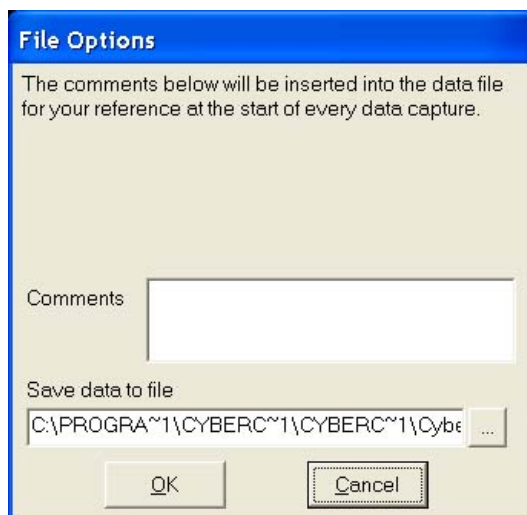 File Options
The comments below will be inserted into the data file
for your reference at the start of every data capture.
Comments
Save data to file
C:\PROGRA~1\CYBERC~1\CYBERC~1\Cybe
...
OK
Cancel